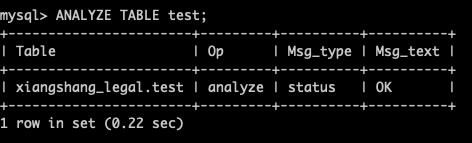 mysql> ANALYZE TABLE test;
+--------------------+---------+----------+----------+
| Table              | Op      | Msg_type | Msg_text |
+--------------------+---------+----------+----------+
| xiangshang_legal.test | analyze | status   | OK       |
+--------------------+---------+----------+----------+
1 row in set (0.22 sec)